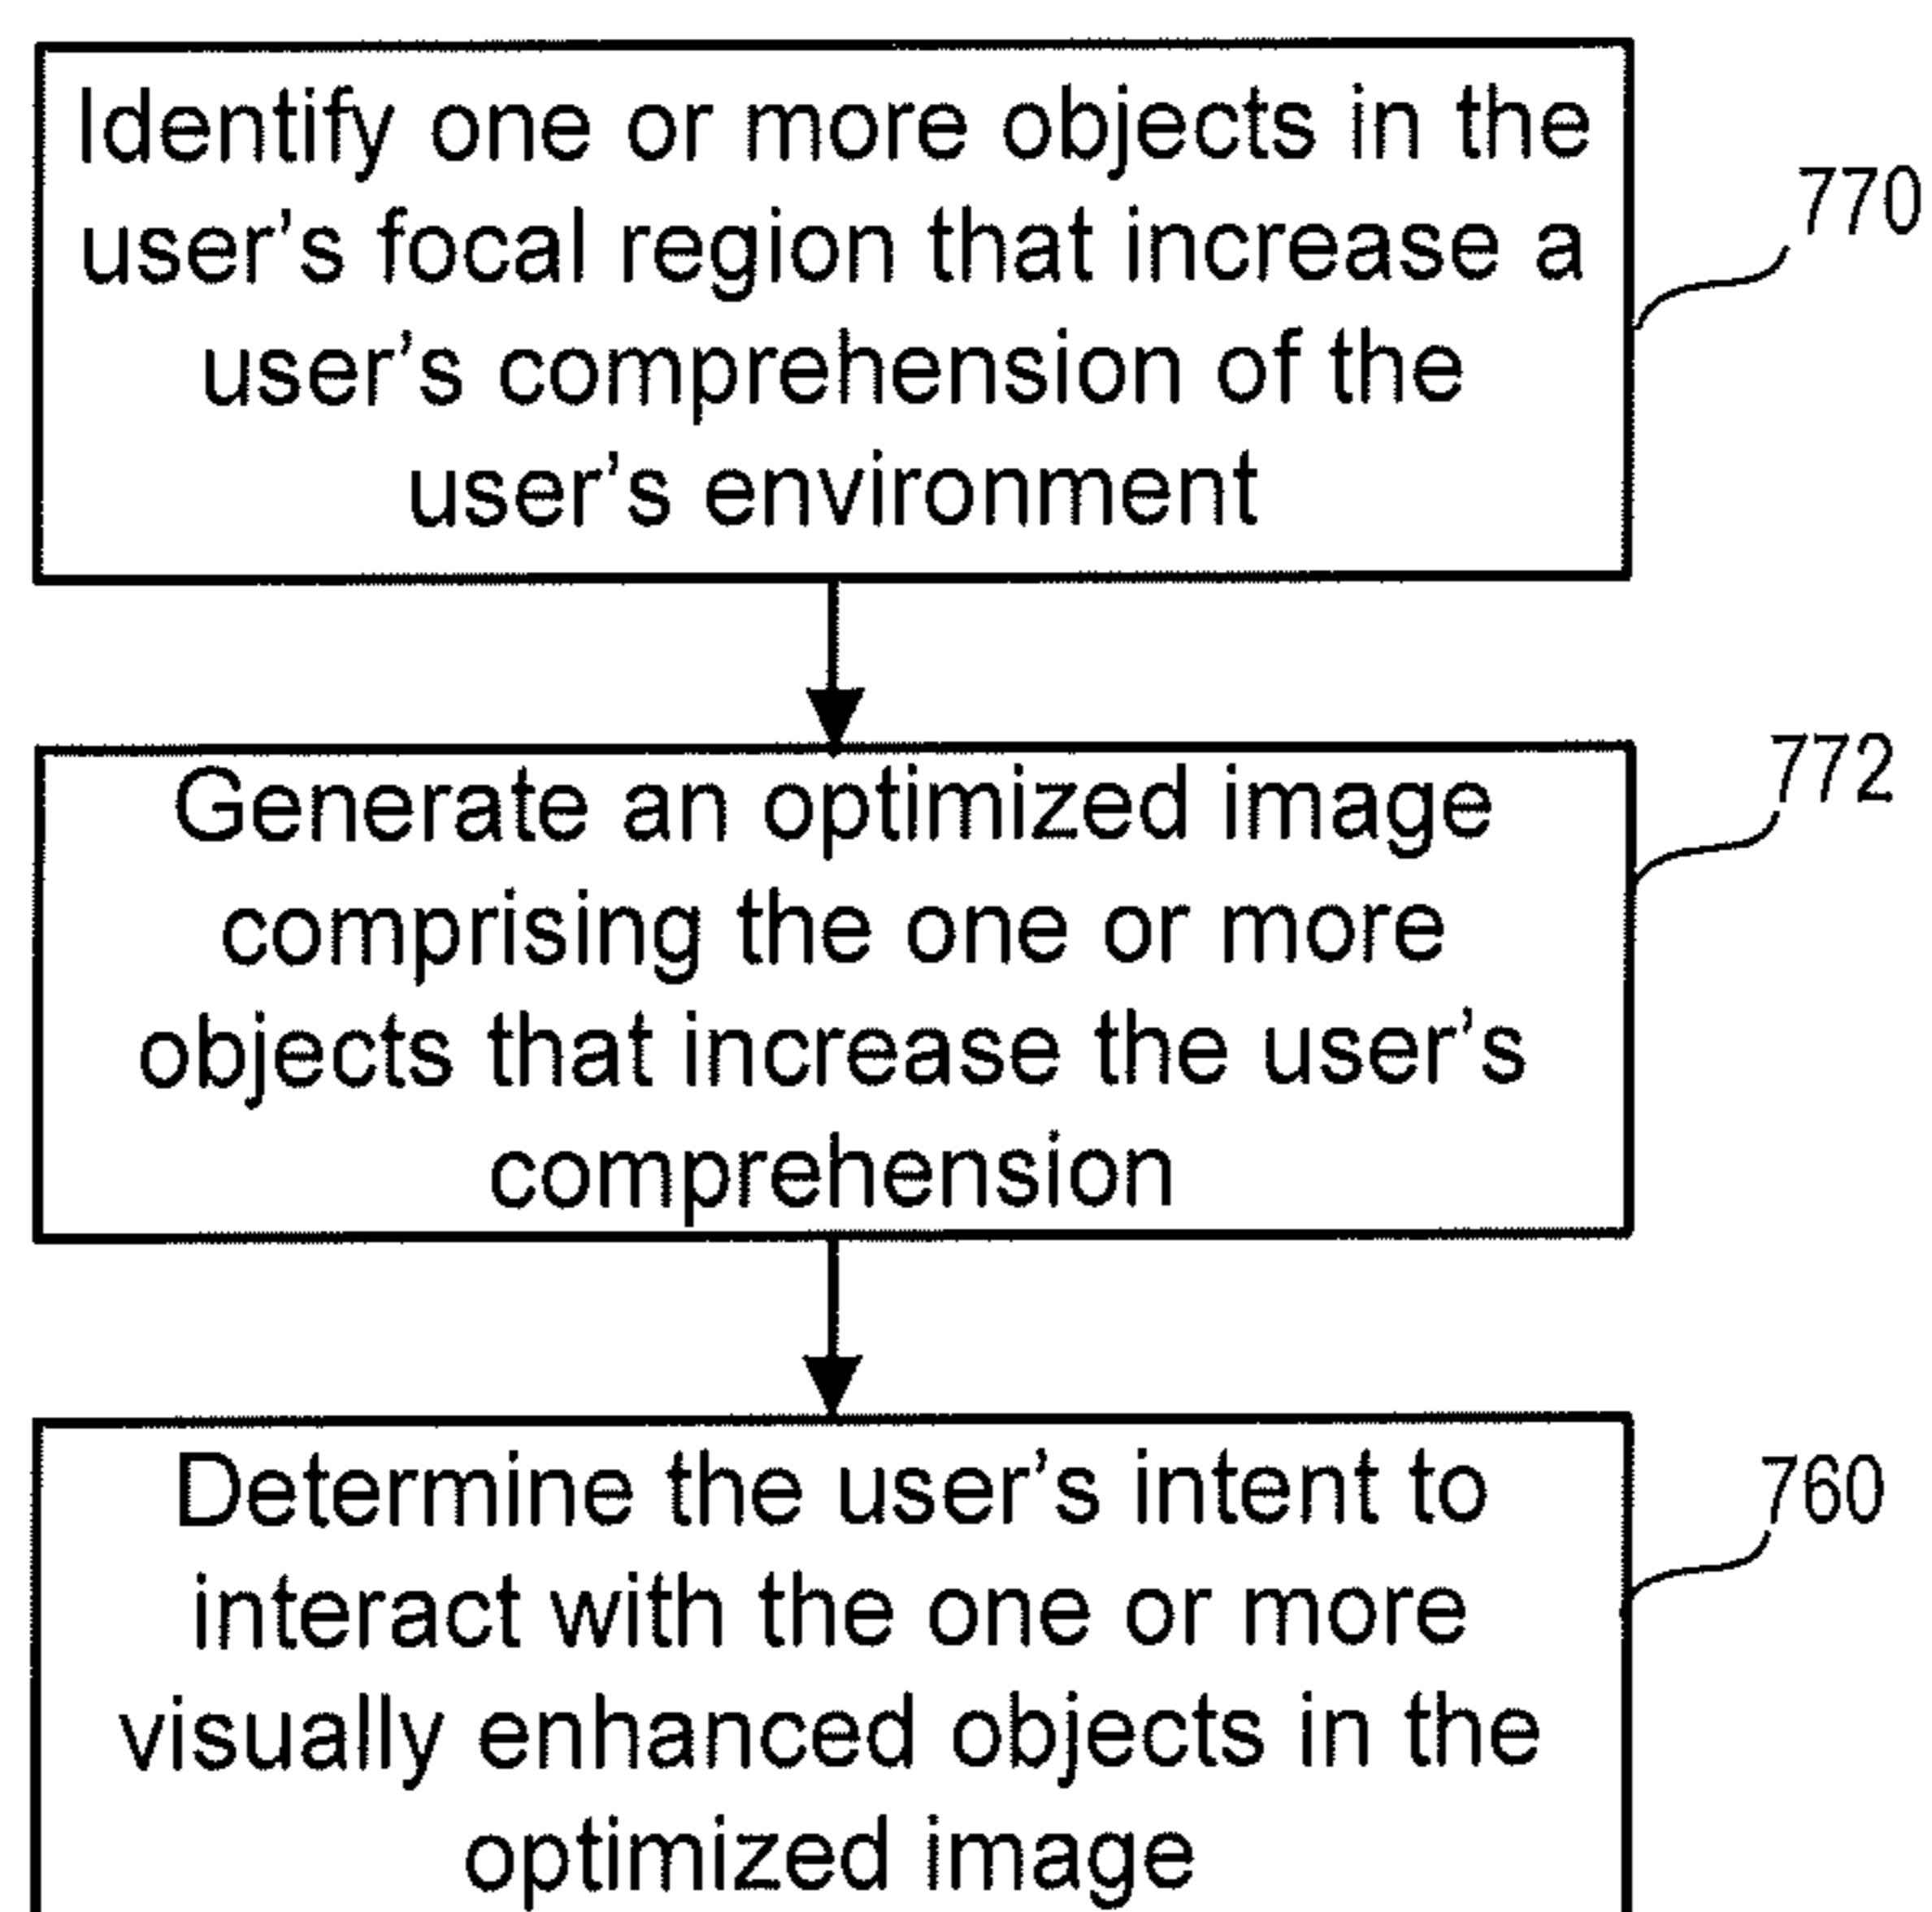 Identify one or more objects in the
user's focal region that increase a
user's comprehension of the
user's environment
770
Generate an optimized image
comprising the one or more
objects that increase the user's
comprehension
772
Determine the user's intent to
interact with the one or more
visually enhanced objects in the
optimized image
760